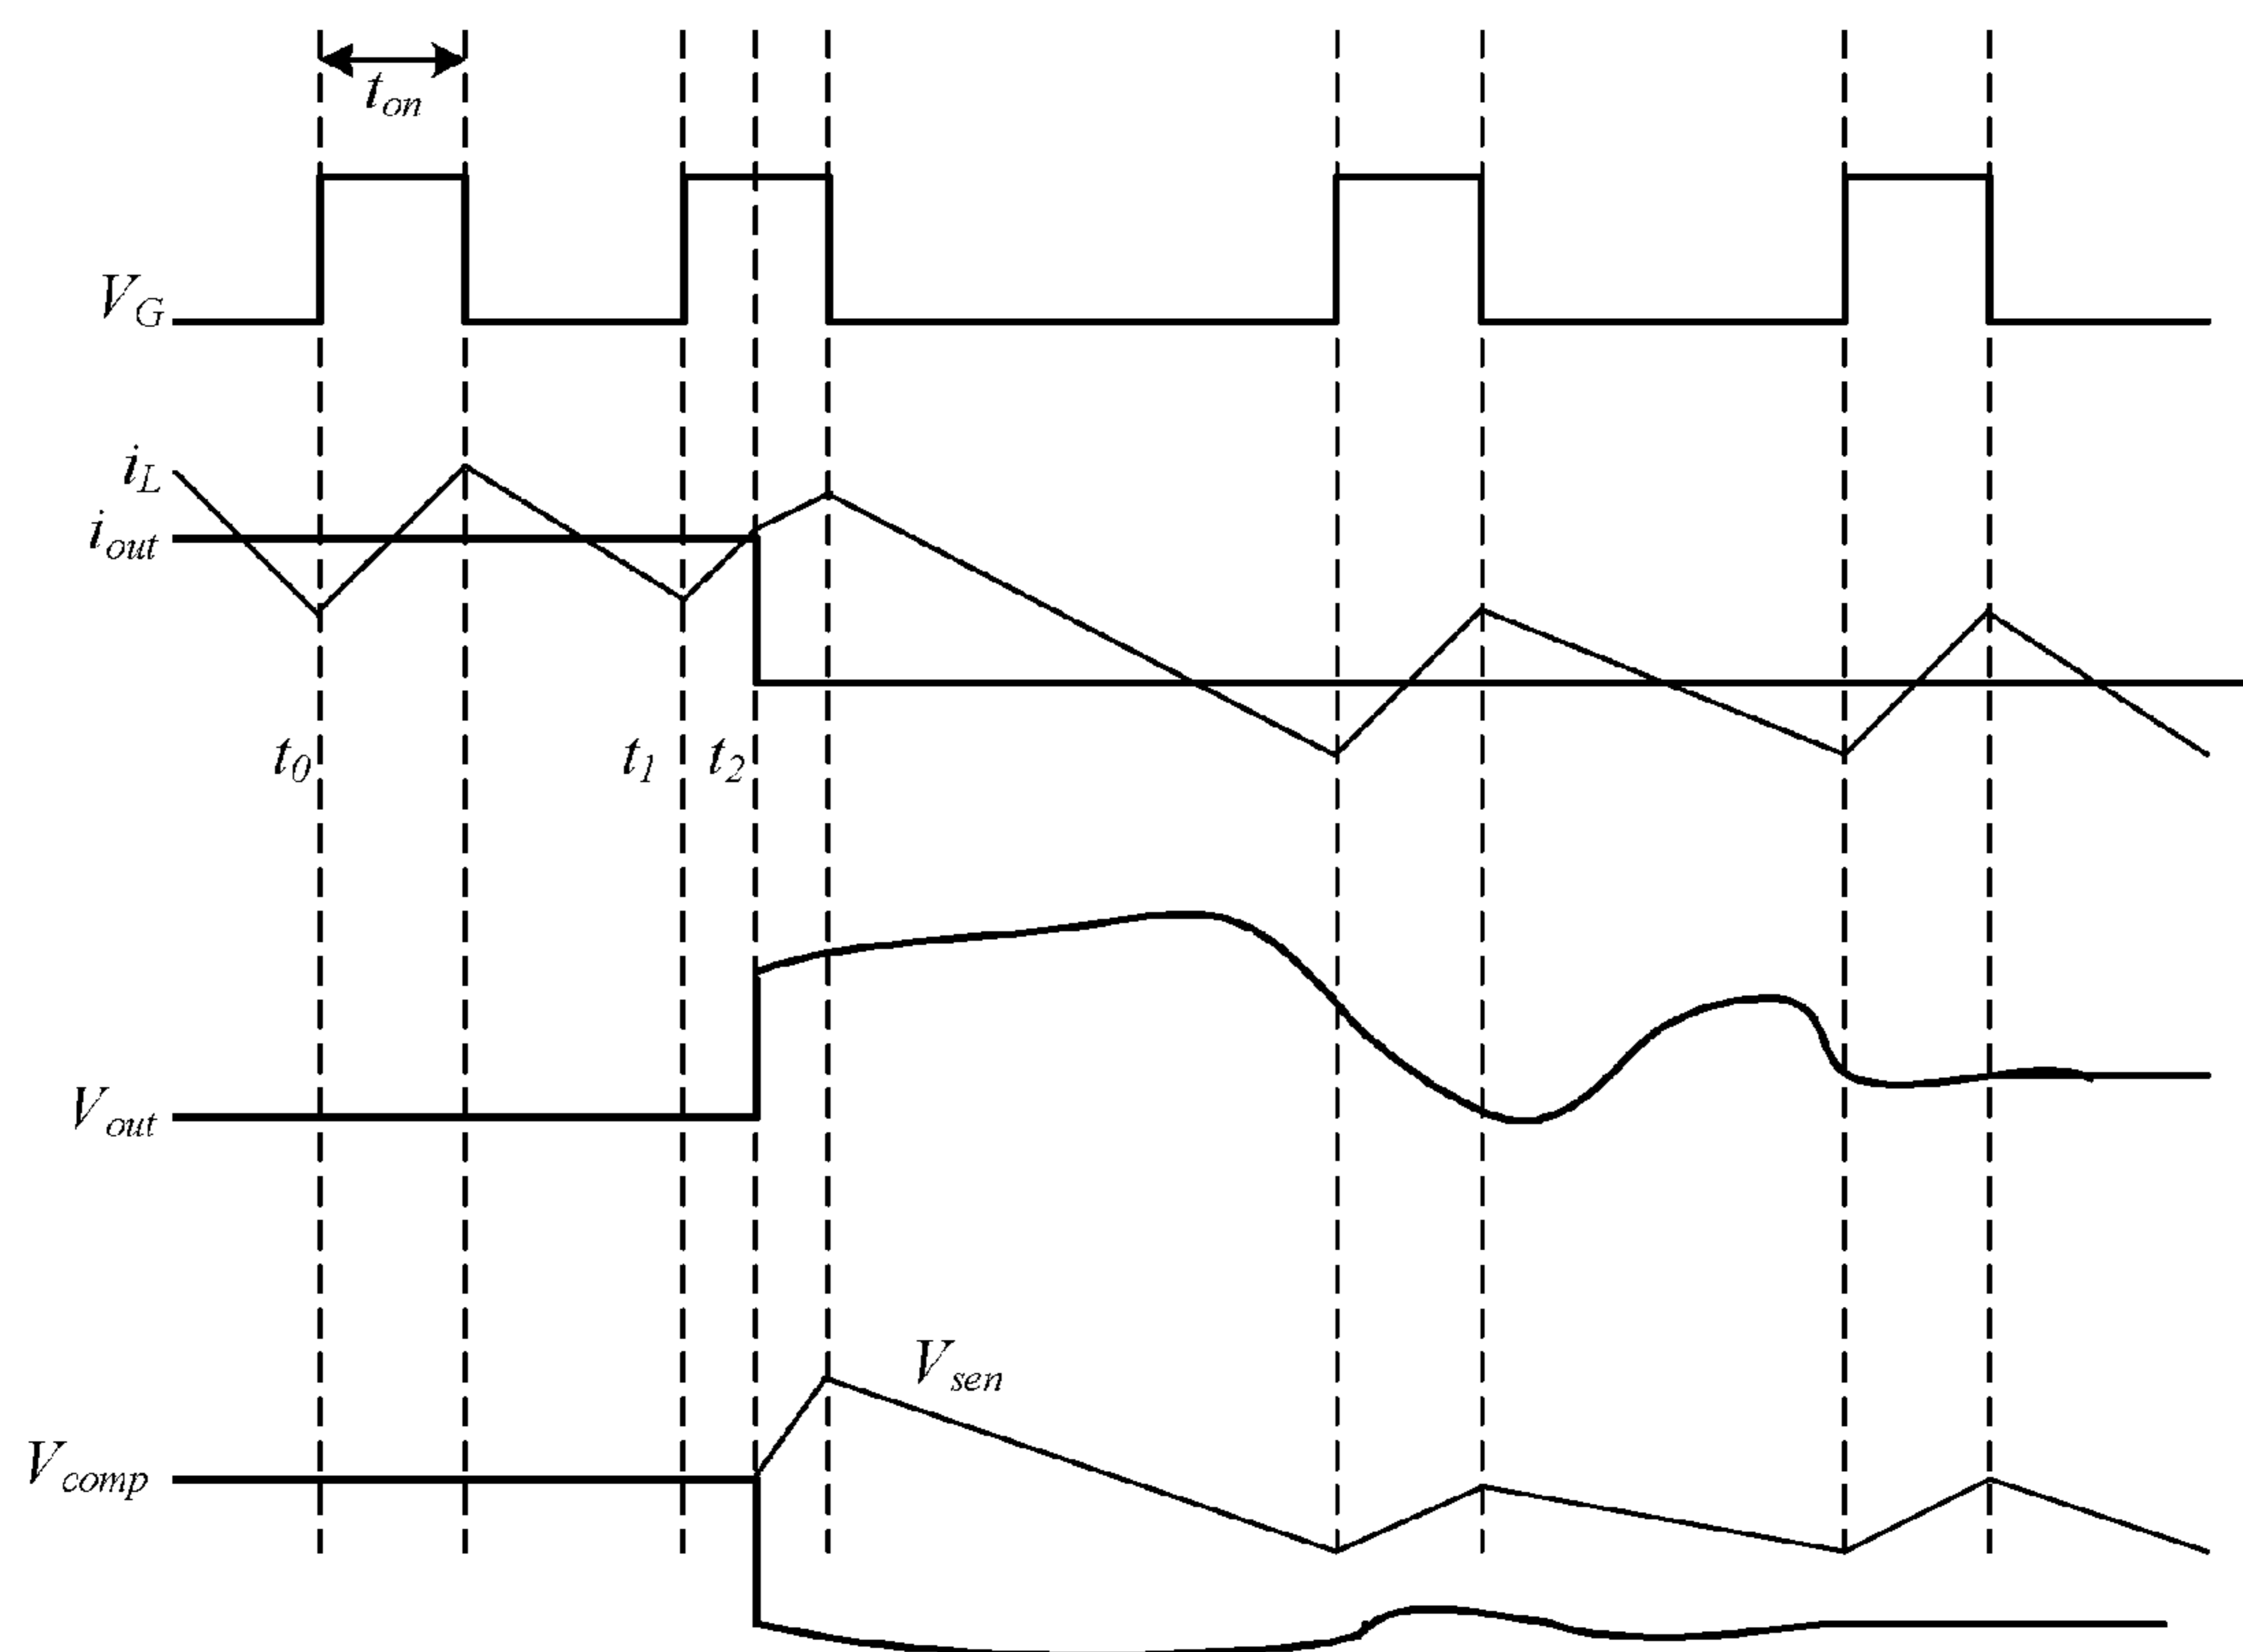 t_on
V_G
i_L
i_out
t_0
t_1
t_2
V_out
V_sen
V_comp